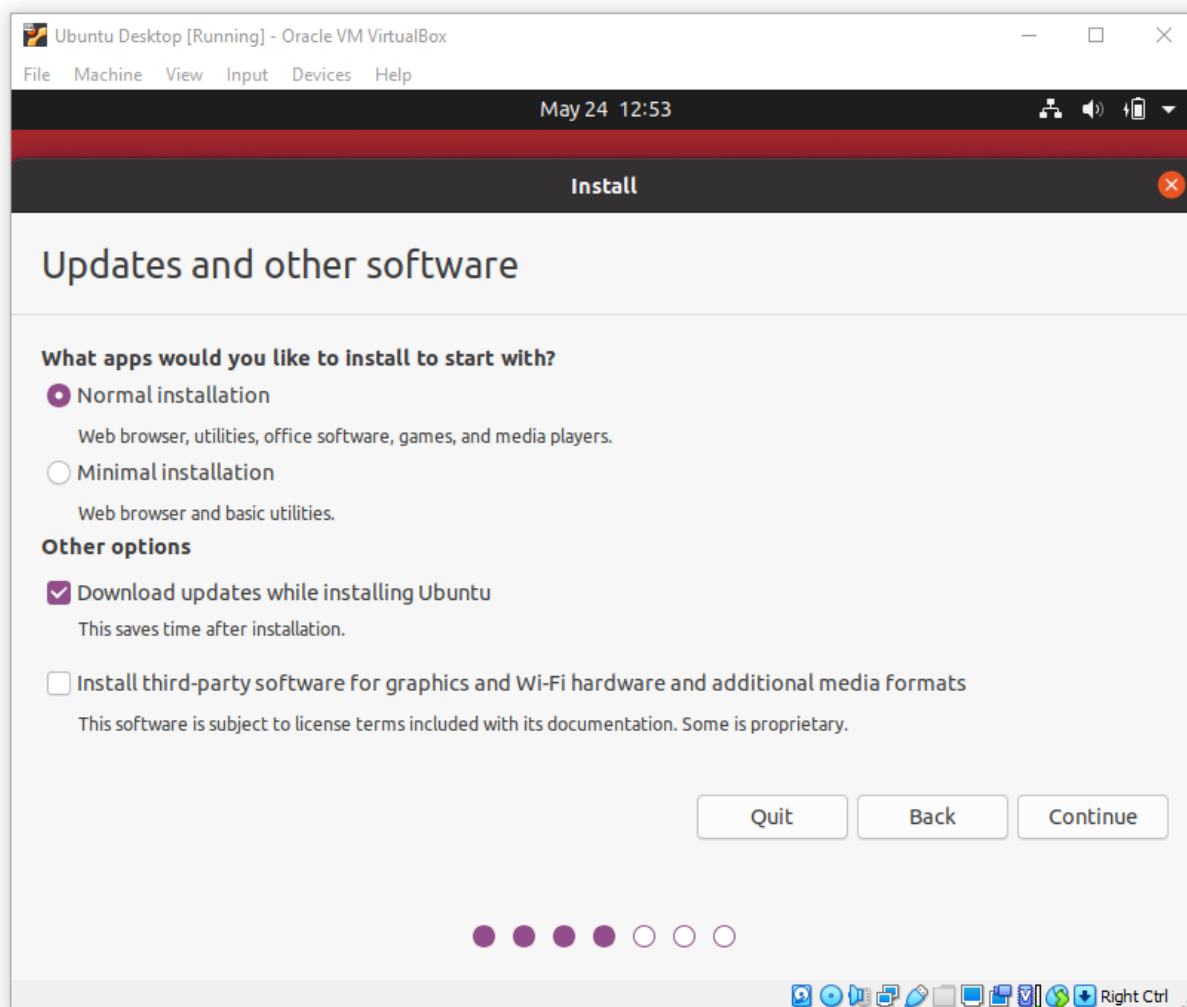 Ubuntu Desktop [Running] - Oracle VM VirtualBox
File Machine View Input Devices Help
May 24 12:53
Install
Updates and other software
What apps would you like to install to start with?
Normal installation
Web browser, utilities, office software, games, and media players.
Minimal installation
Web browser and basic utilities.
Other options
Download updates while installing Ubuntu
This saves time after installation.
Install third-party software for graphics and Wi-Fi hardware and additional media formats
This software is subject to license terms included with its documentation. Some is proprietary.
Quit Back Continue
Right Ctrl